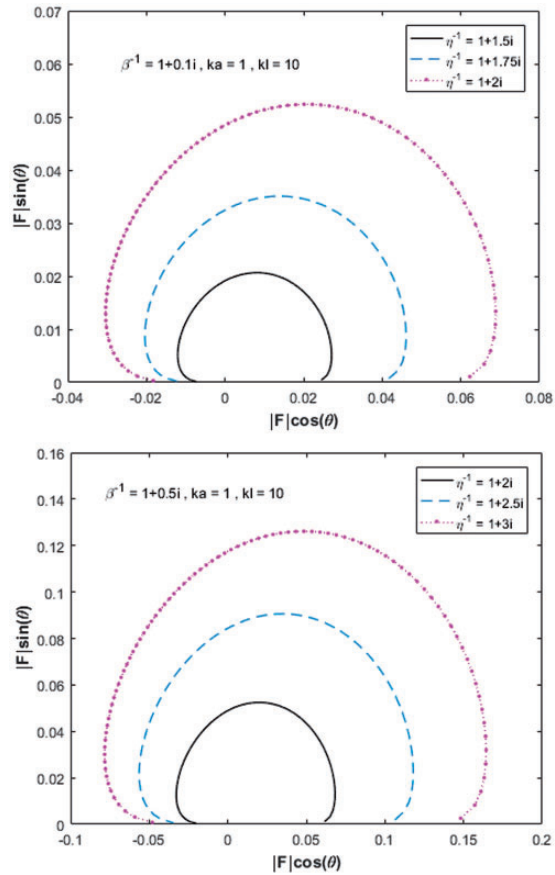 0.07
0.06
0.05
0.04
0.03
0.02
0.01
0
|F|sin(θ)
β⁻¹ = 1+0.1i , ka = 1 , kl = 10
η⁻¹ = 1+1.5i
η⁻¹ = 1+1.75i
η⁻¹ = 1+2i
-0.04 -0.02 0 0.02 0.04 0.06 0.08
|F|cos(θ)
0.16
0.14
0.12
0.10
0.08
0.06
0.04
0.02
0
|F|sin(θ)
β⁻¹ = 1+0.5i , ka = 1 , kl = 10
η⁻¹ = 1+2i
η⁻¹ = 1+2.5i
η⁻¹ = 1+3i
-0.1 -0.05 0 0.05 0.1 0.15 0.2
|F|cos(θ)